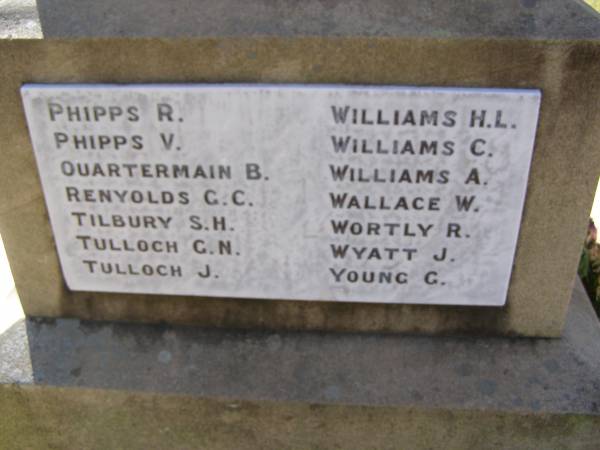 PHIPPS R.
PHIPPS V.
QUARTERMAIN B.
RENYOLDS G.C.
TILBURY S.H.
TULLOCH G.N.
TULLOCH J.
WILLIAMS H.L.
WILLIAMS C.
WILLIAMS A.
WALLACE W.
WORTLY R.
WYATT J.
YOUNG G.